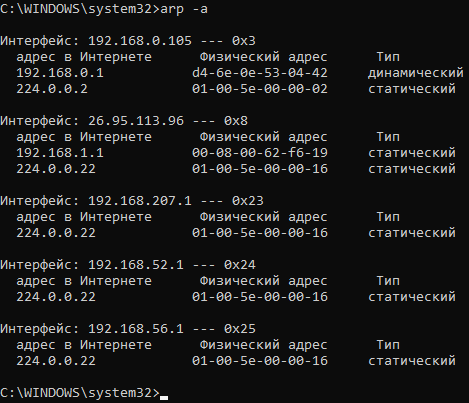 C:\WINDOWS\system32>arp -a
Интерфейс: 192.168.0.105 --- 0x3
адрес в Интернете Физический адрес Тип
192.168.0.1 d4-6e-0e-53-04-42 динамический
224.0.0.2 01-00-5e-00-00-02 статический
Интерфейс: 26.95.113.96 --- 0x8
адрес в Интернете Физический адрес Тип
192.168.1.1 00-08-00-62-f6-19 статический
224.0.0.22 01-00-5e-00-00-16 статический
Интерфейс: 192.168.207.1 --- 0x23
адрес в Интернете Физический адрес Тип
224.0.0.22 01-00-5e-00-00-16 статический
Интерфейс: 192.168.52.1 --- 0x24
адрес в Интернете Физический адрес Тип
224.0.0.22 01-00-5e-00-00-16 статический
Интерфейс: 192.168.56.1 --- 0x25
адрес в Интернете Физический адрес Тип
224.0.0.22 01-00-5e-00-00-16 статический
C:\WINDOWS\system32>